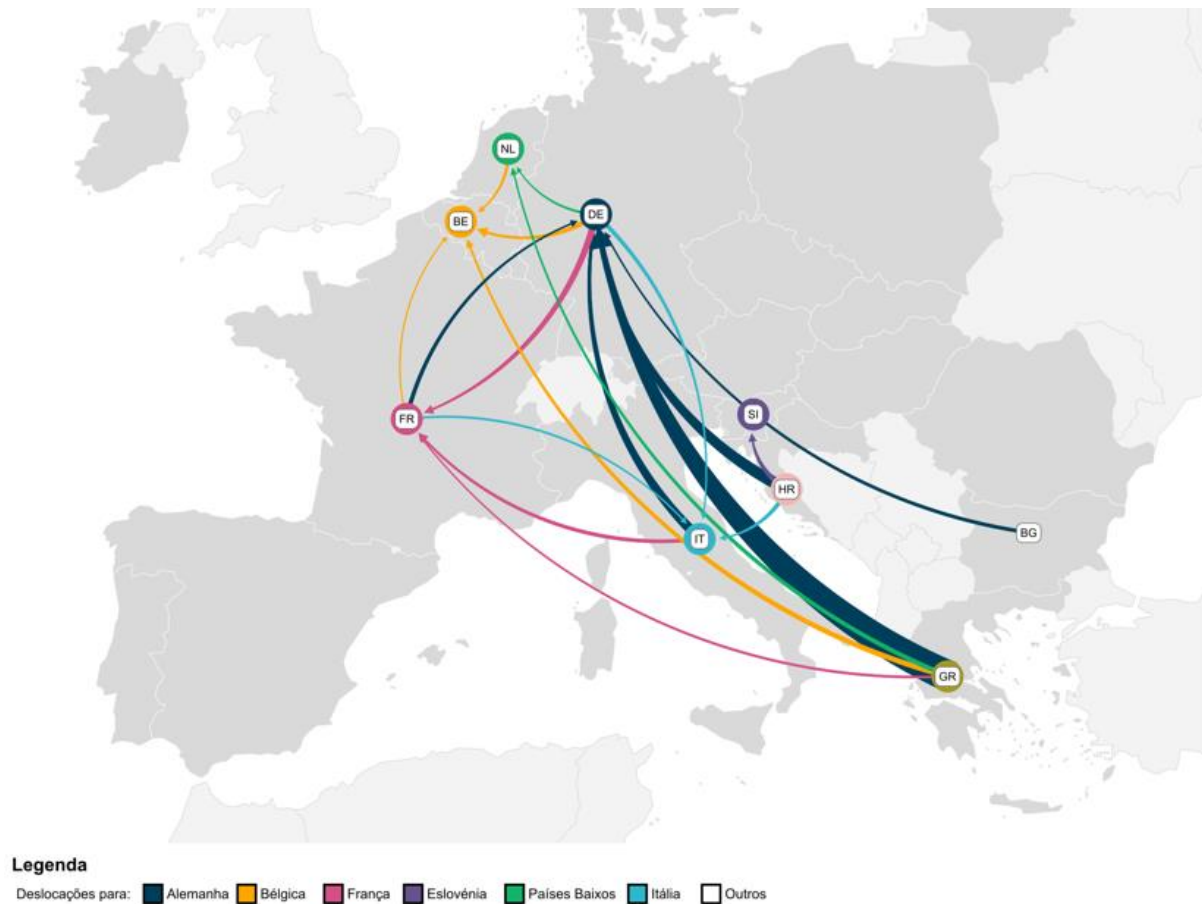 NL
DE
BE
FR
SI
HR
IT
BG
GR
Legenda
Deslocações para: Alemanha Bélgica França Eslovénia Países Baixos Itália Outros